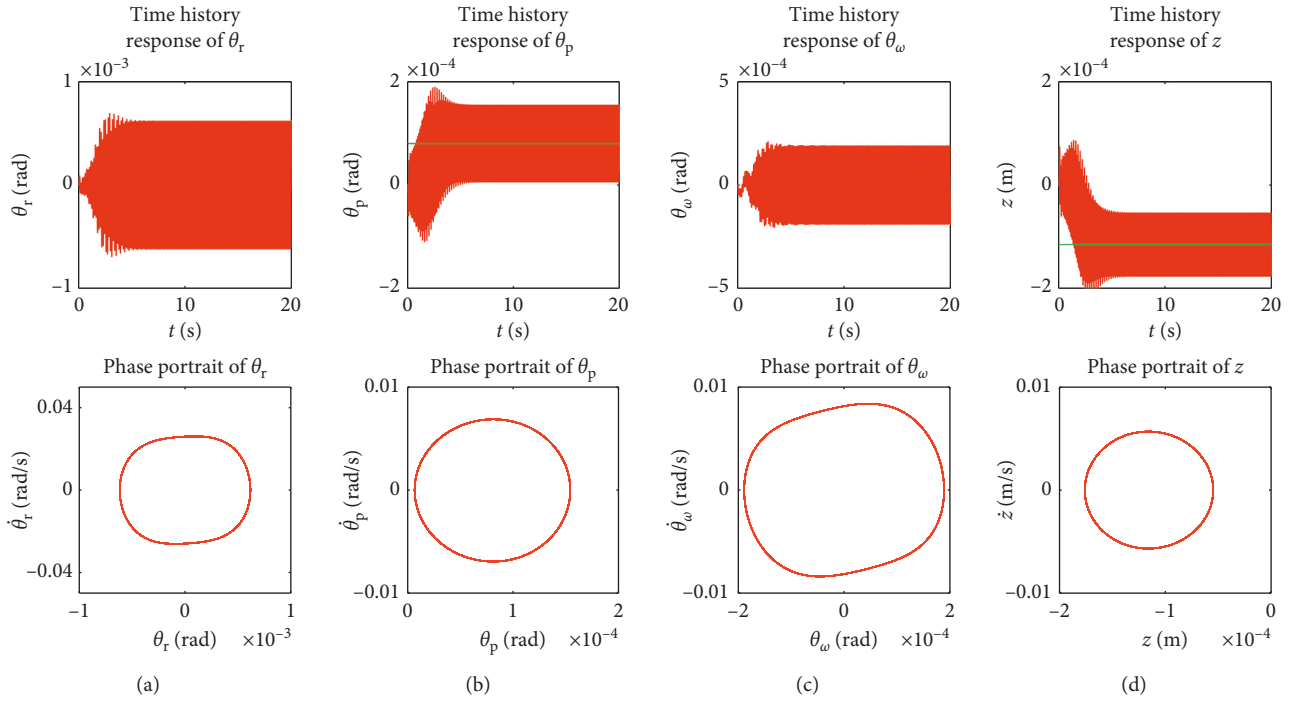 Time history
response of θr
×10−3
1
0
−1
θr (rad)
0 10 20
t (s)
Time history
response of θp
×10−4
2
0
−2
θp (rad)
0 10 20
t (s)
Time history
response of θω
×10−4
5
0
−5
θω (rad)
0 10 20
t (s)
Time history
response of z
×10−4
2
0
−2
z (m)
0 10 20
t (s)
Phase portrait of θr
0.04
0
−0.04
θ̇r (rad/s)
−1 0 1
θr (rad) ×10−3
(a)
Phase portrait of θp
0.01
0
−0.01
θ̇p (rad/s)
0 1 2
θp (rad) ×10−4
(b)
Phase portrait of θω
0.01
0
−0.01
θ̇ω (rad/s)
−2 0 2
θω (rad) ×10−4
(c)
Phase portrait of z
0.01
0
−0.01
ż (m/s)
−2 −1 0
z (m) ×10−4
(d)